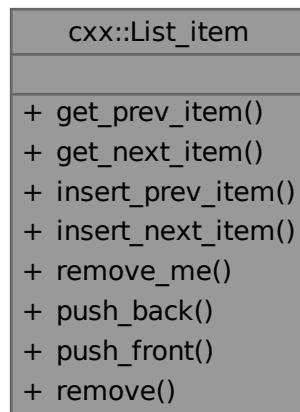 cxx::List_item
+ get_prev_item()
+ get_next_item()
+ insert_prev_item()
+ insert_next_item()
+ remove_me()
+ push_back()
+ push_front()
+ remove()